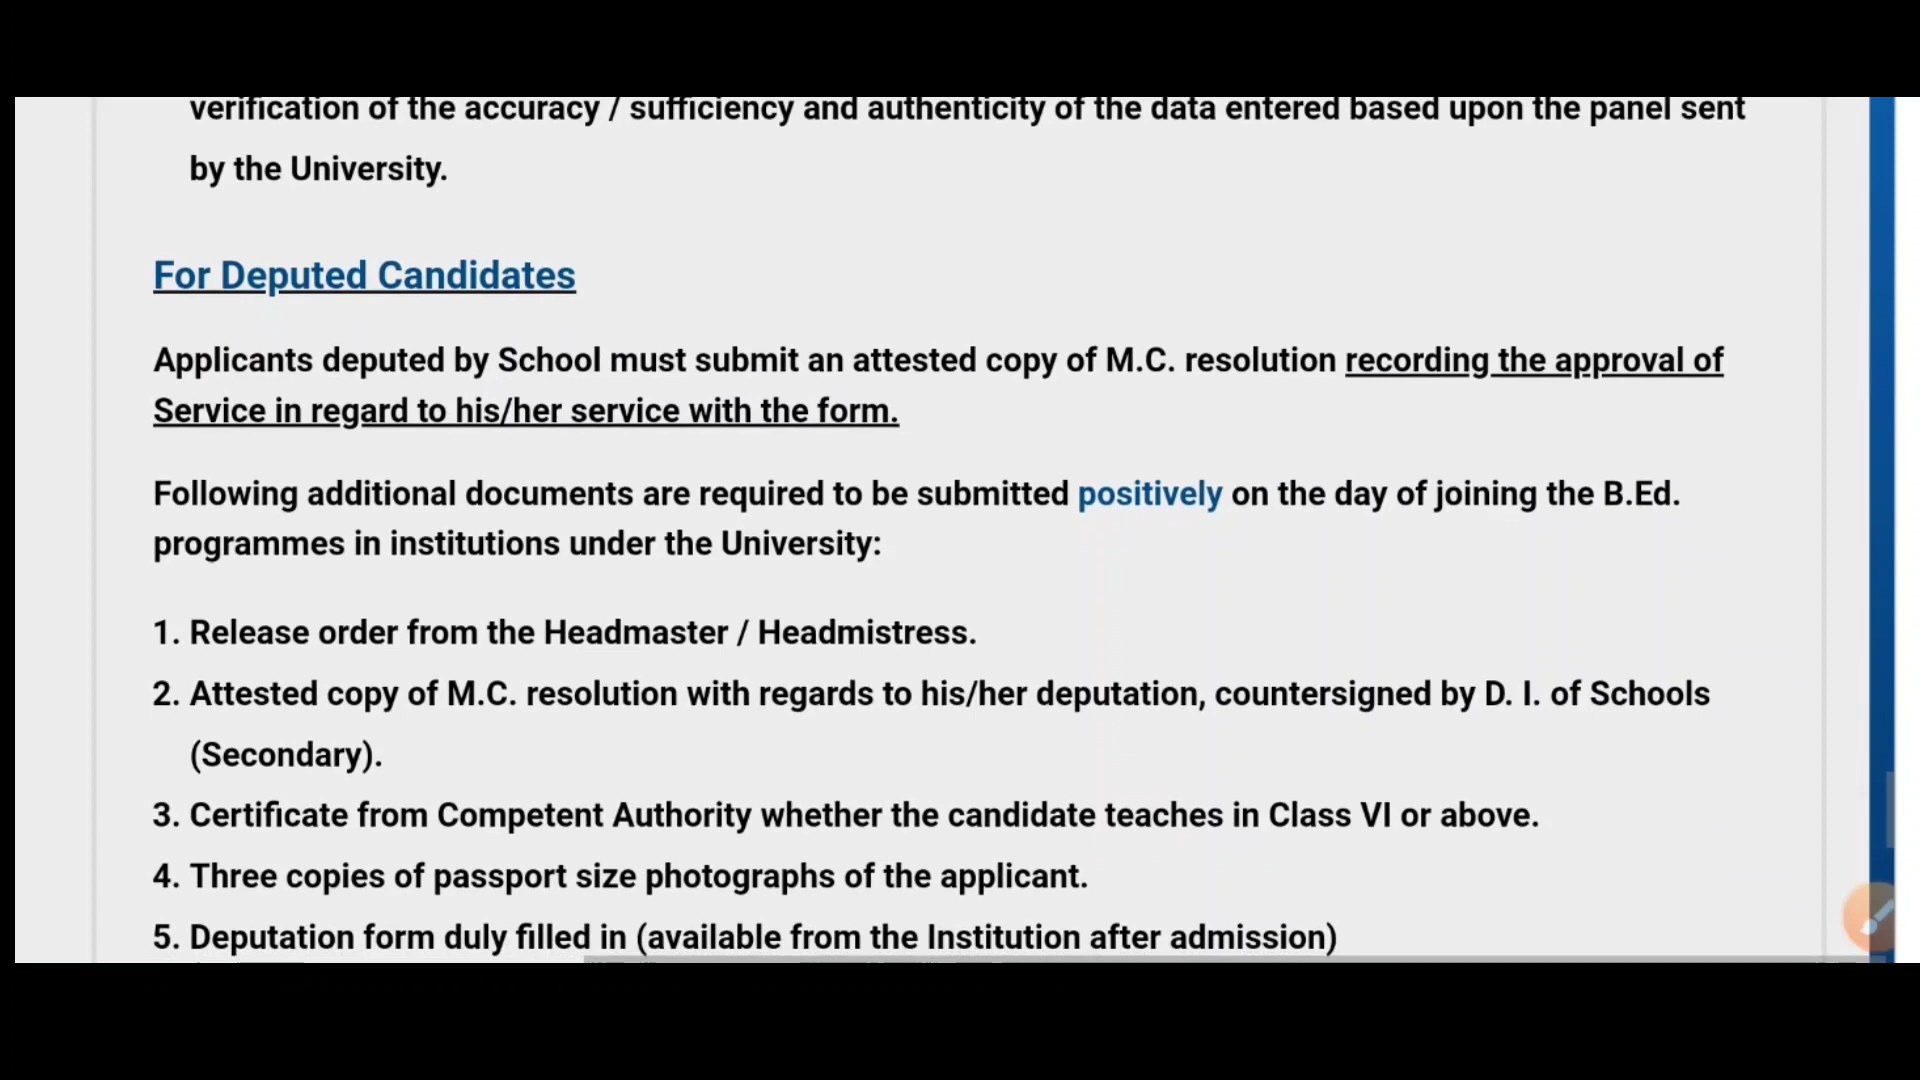 verification of the accuracy / sufficiency and authenticity of the data entered based upon the panel sent
by the University.
For Deputed Candidates
Applicants deputed by School must submit an attested copy of M.C. resolution recording the approval of
Service in regard to his/her service with the form.
Following additional documents are required to be submitted positively on the day of joining the B.Ed.
programmes in institutions under the University:
1. Release order from the Headmaster / Headmistress.
2. Attested copy of M.C. resolution with regards to his/her deputation, countersigned by D. I. of Schools
(Secondary).
3. Certificate from Competent Authority whether the candidate teaches in Class VI or above.
4. Three copies of passport size photographs of the applicant.
5. Deputation form duly filled in (available from the Institution after admission)